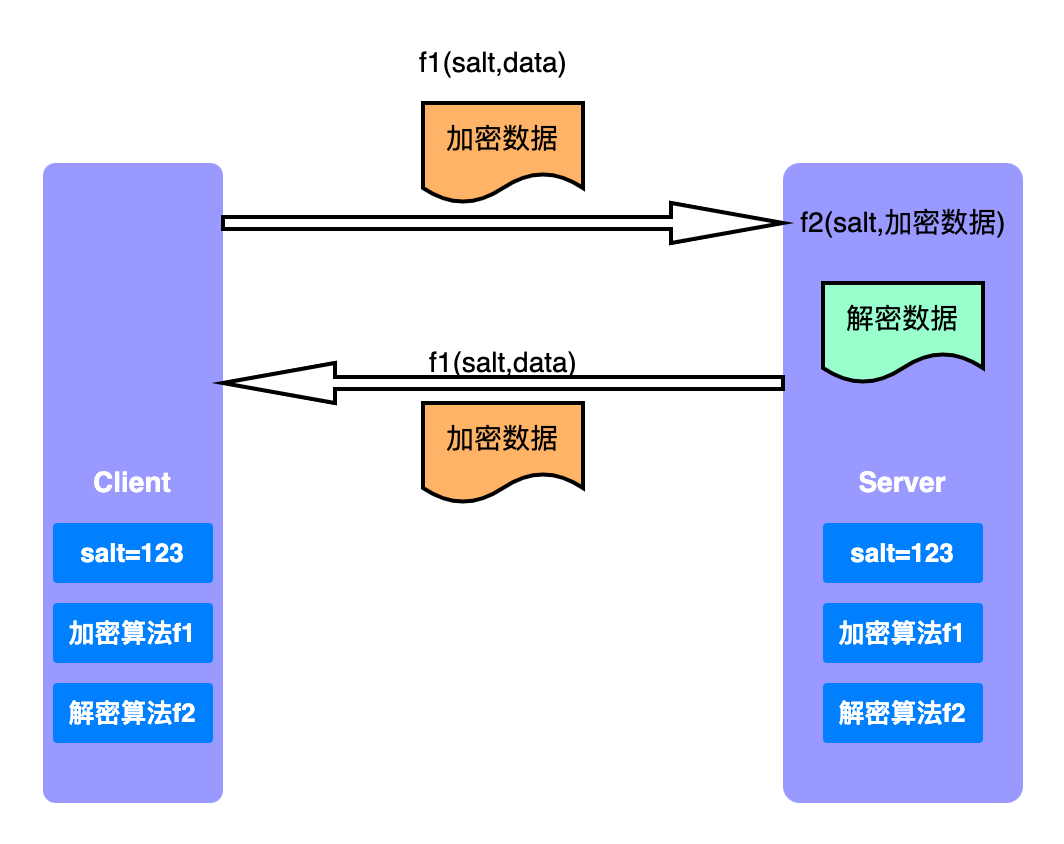 f1(salt,data)
加密数据
f2(salt,加密数据)
解密数据
f1(salt,data)
加密数据
Client
salt=123
加密算法f1
解密算法f2
Server
salt=123
加密算法f1
解密算法f2